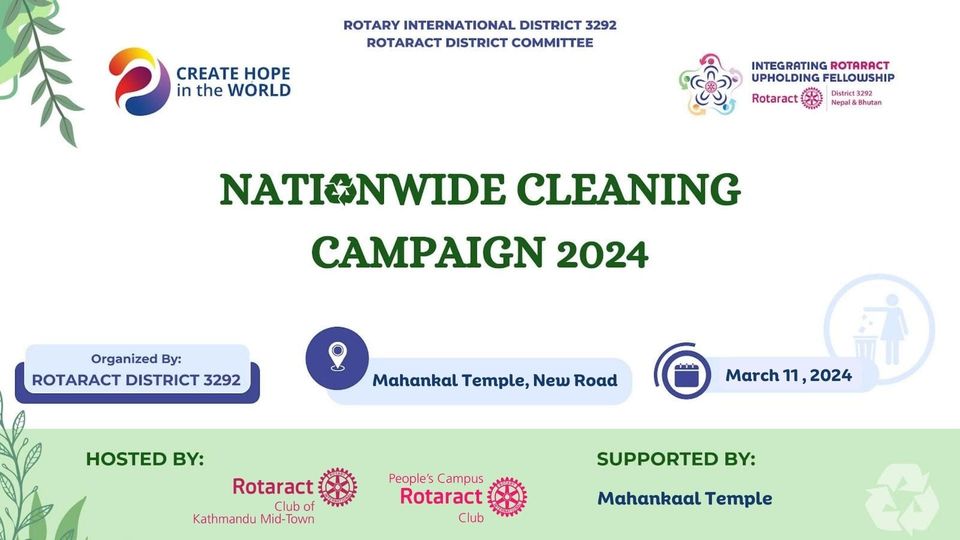 ROTARY INTERNATIONAL DISTRICT 3292
ROTARACT DISTRICT COMMITTEE
CREATE HOPE
in the WORLD
INTEGRATING ROTARACT
UPHOLDING FELLOWSHIP
Rotaract
District 3292
Nepal & Bhutan
NATIONWIDE CLEANING
CAMPAIGN 2024
Organized By:
ROTARACT DISTRICT 3292
Mahankal Temple, New Road
March 11 , 2024
HOSTED BY:
Rotaract
Club of
Kathmandu Mid-Town
People's Campus
Rotaract
Club
SUPPORTED BY:
Mahankaal Temple